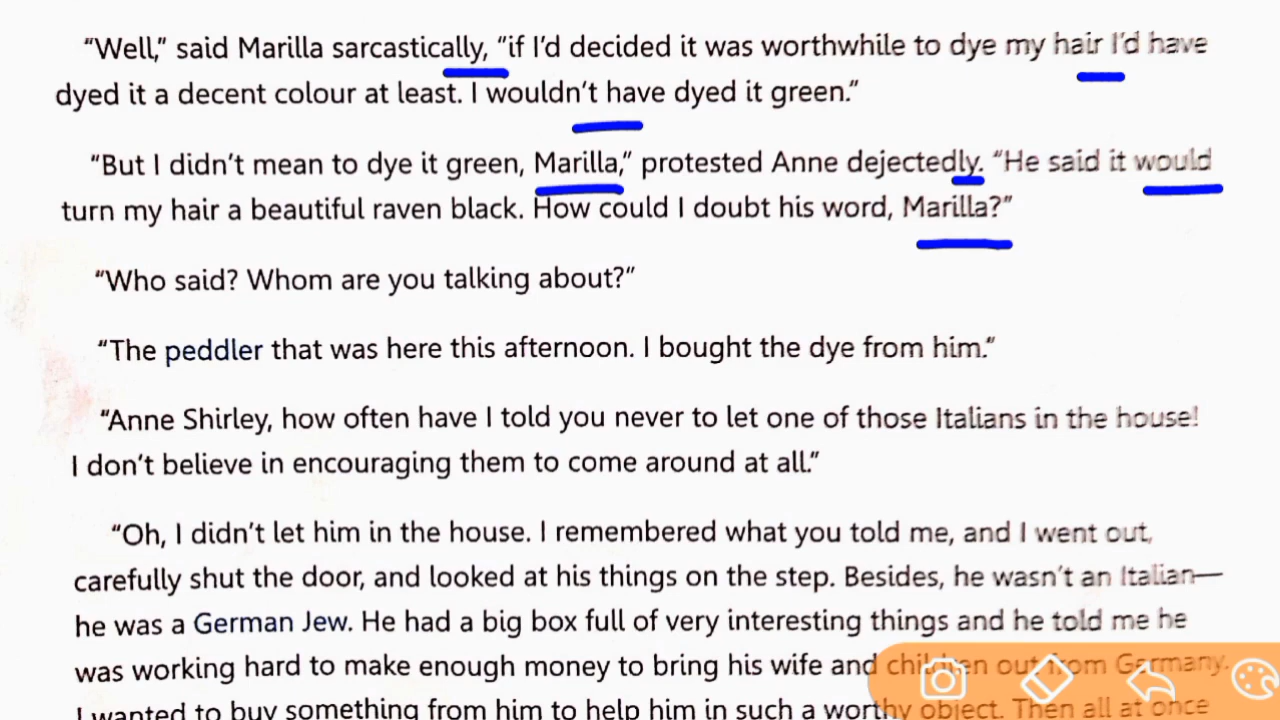 “Well,” said Marilla sarcastically, “if I’d decided it was worthwhile to dye my hair I’d have
dyed it a decent colour at least. I wouldn’t have dyed it green.”
“But I didn’t mean to dye it green, Marilla,” protested Anne dejectedly. “He said it would
turn my hair a beautiful raven black. How could I doubt his word, Marilla?”
“Who said? Whom are you talking about?”
“The peddler that was here this afternoon. I bought the dye from him.”
“Anne Shirley, how often have I told you never to let one of those Italians in the house!
I don’t believe in encouraging them to come around at all.”
“Oh, I didn’t let him in the house. I remembered what you told me, and I went out,
carefully shut the door, and looked at his things on the step. Besides, he wasn’t an Italian—
he was a German Jew. He had a big box full of very interesting things and he told me he
was working hard to make enough money to bring his wife and children out from Germany.
I wanted to buy something from him to help him in such a worthy object. Then all at once